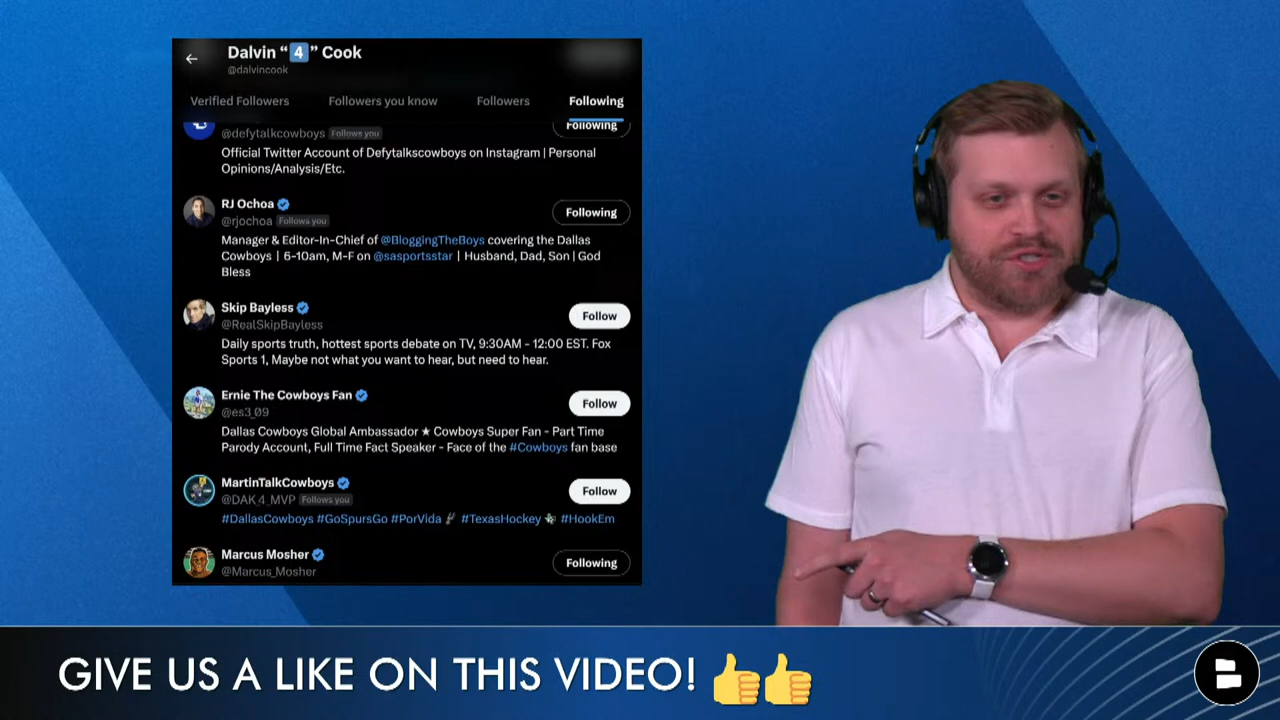 Dalvin “4️⃣” Cook
@dalvincook
Verified Followers Followers you know Followers Following
@defytalkcowboys Follows you Following
Official Twitter Account of Defytalkscowboys on Instagram | Personal
Opinions/Analysis/Etc.
RJ Ochoa
@rjochoa Follows you Following
Manager & Editor-In-Chief of @BloggingTheBoys covering the Dallas
Cowboys | 6-10am, M-F on @sasportsstar | Husband, Dad, Son | God
Bless
Skip Bayless
@RealSkipBayless Follow
Daily sports truth, hottest sports debate on TV, 9:30AM - 12:00 EST. Fox
Sports 1, Maybe not what you want to hear, but need to hear.
Ernie The Cowboys Fan
@es3_09 Follow
Dallas Cowboys Global Ambassador ★ Cowboys Super Fan - Part Time
Parody Account, Full Time Fact Speaker - Face of the #Cowboys fan base
MartinTalkCowboys
@DAK_4_MVP Follows you Follow
#DallasCowboys #GoSpursGo #PorVida #TexasHockey #HookEm
Marcus Mosher
@Marcus_Mosher Following
GIVE US A LIKE ON THIS VIDEO! 👍👍